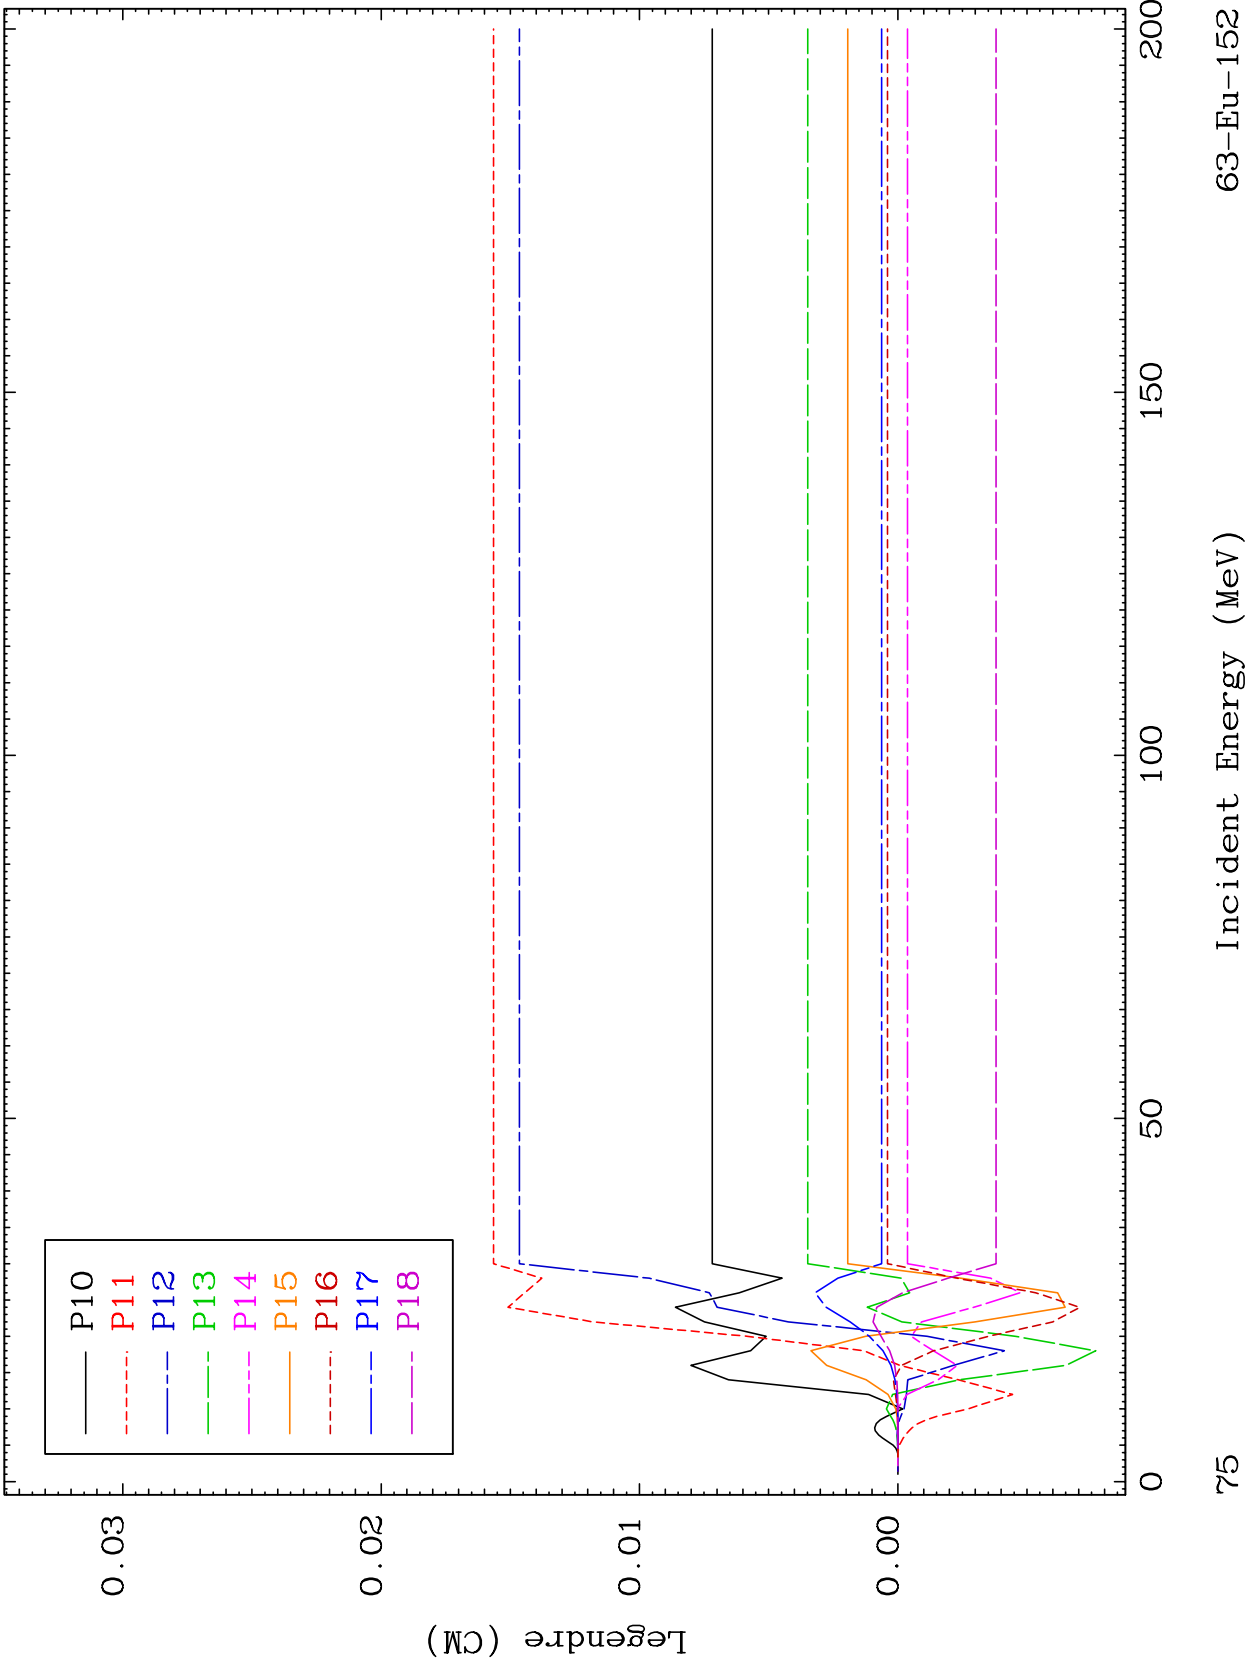 P10
P11
P12
P13
P14
P15
P16
P17
P18
0.03
0.02
0.01
0.00
Legendre (CM)
0
50
100
150
200
Incident Energy (MeV)
75
63-Eu-152